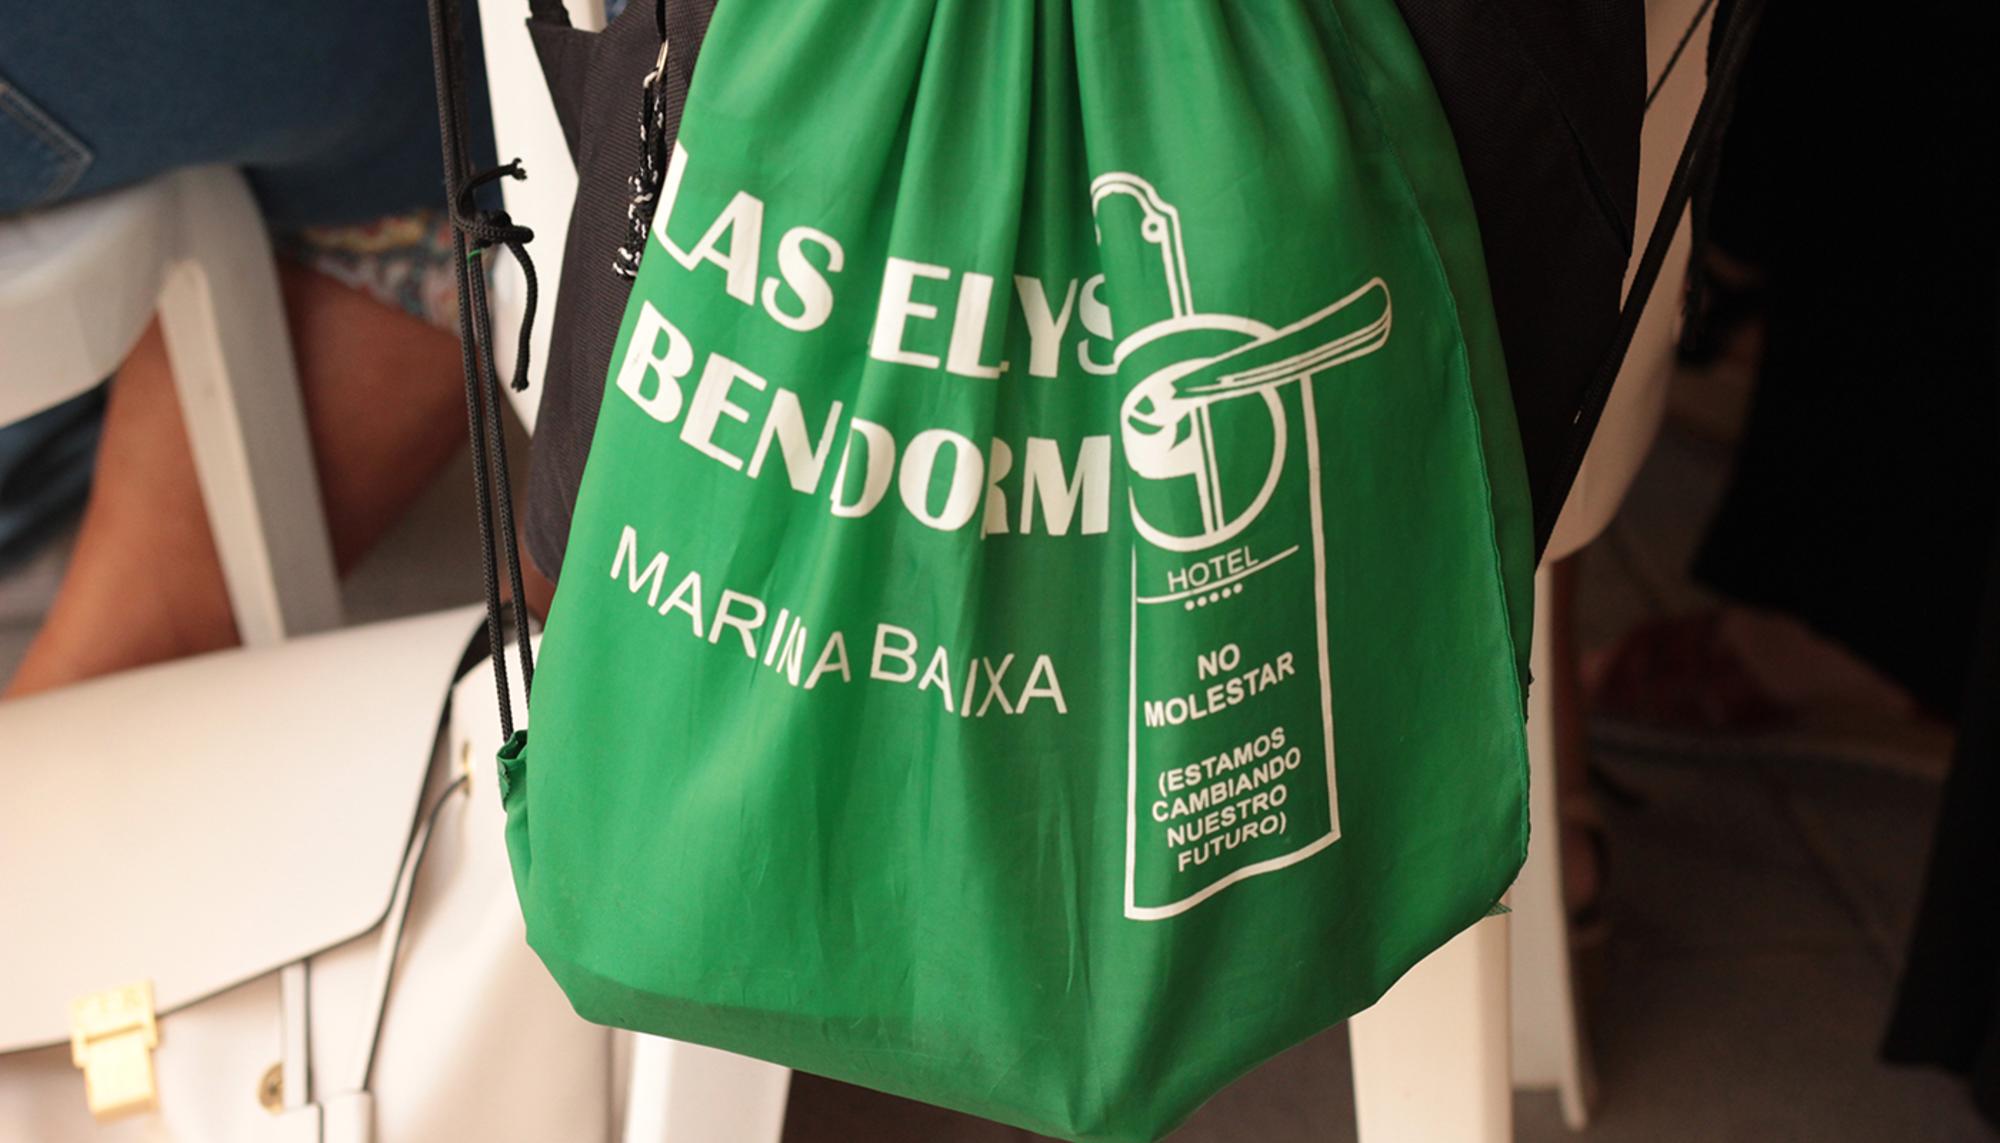 LAS ELYS
BENDORM
MARINA BAIXA
HOTEL
NO
MOLESTAR
(ESTAMOS
CAMBIANDO
NUESTRO
FUTURO)